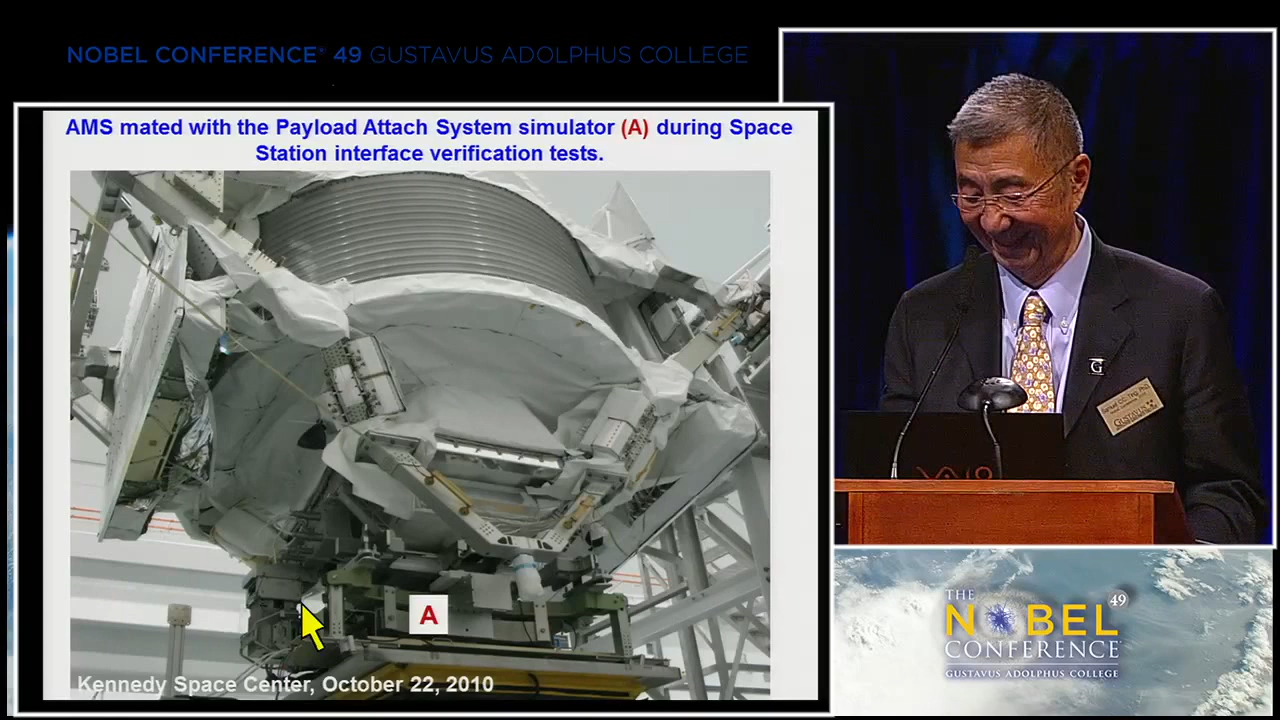 NOBEL CONFERENCE® 49 GUSTAVUS ADOLPHUS COLLEGE
AMS mated with the Payload Attach System simulator (A) during Space
Station interface verification tests.
A
Kennedy Space Center, October 22, 2010
G
GUSTAVUS
VAIO
THE
NOBEL 49
CONFERENCE
GUSTAVUS ADOLPHUS COLLEGE